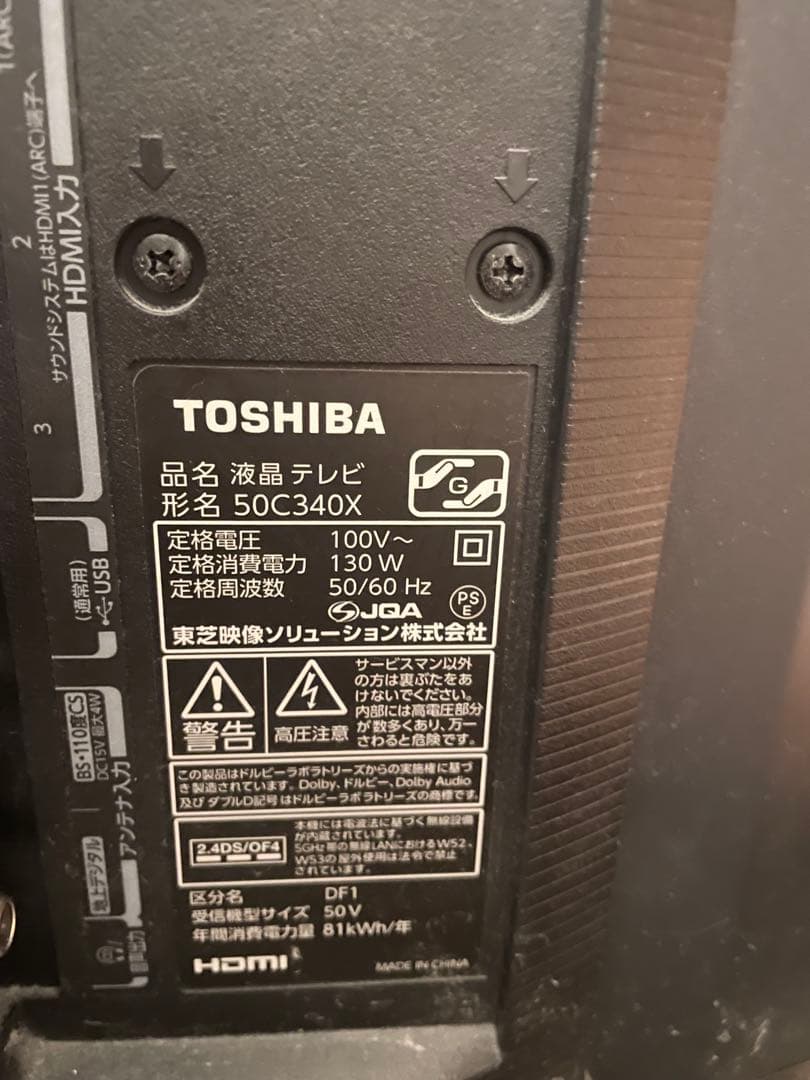 TOSHIBA
品名 液晶 テレビ
形名 50C340X
G
定格電圧 100V～
定格消費電力 130 W
定格周波数 50/60 Hz
JQA
PS
E
東芝映像ソリューション株式会社
警告
高圧注意
サービスマン以外
の方は裏ぶたをあ
けないでください。
内部には高電圧部分
が数多くあり、万一
さわると危険です。
この製品はドルビーラボラトリーズからの実施権に基づ
き製造されています。Dolby、ドルビー、Dolby Audio
及び ダブルD記号 はドルビーラボラトリーズの商標です。
2.4DS/OF4
本機には電波法に基づく無線設備
が内蔵されています。
5GHz 帯の無線LANにおけるW52、
W53の屋外使用は法令で禁止
されています。
区分名 DF1
受信機型サイズ 50V
年間消費電力量 81kWh/年
HDMI
MADE IN CHINA
1(ARC)
2
3
サウンドシステムはHDMI1(ARC)端子へ
HDMI入力
(通常用)
USB
BS・110度CS
DC15V 最大4W
地上デジタル
アンテナ入力
音声出力